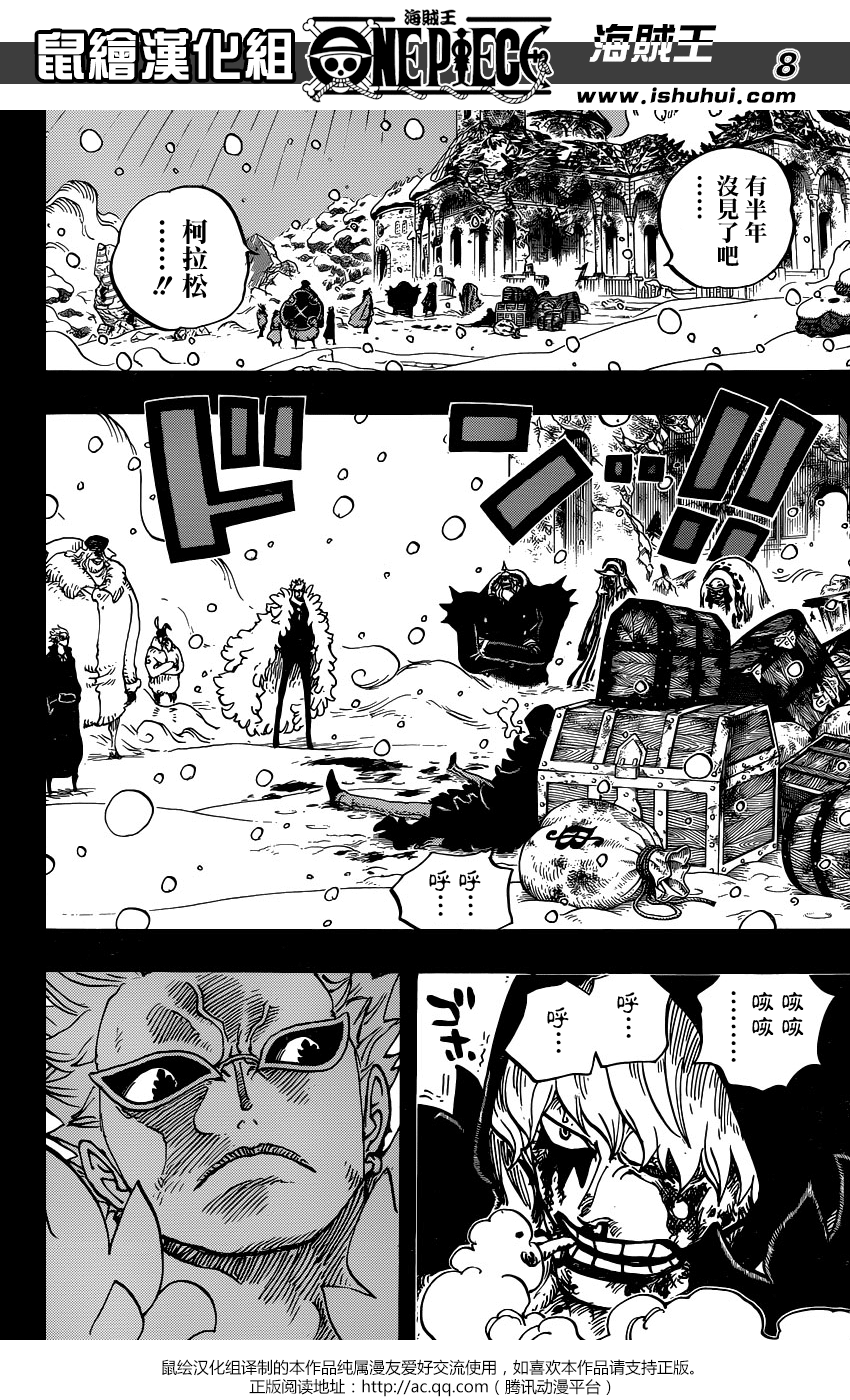 鼠繪漢化組
海賊王
ONE PIECE
海賊王
8
www.ishuhui.com
有半年
沒見了吧
……
柯拉松
……!!
ドーン!!
呼…
呼…
咳咳
咳咳
……
呼…
呼…
鼠绘汉化组译制的本作品纯属漫友爱好交流使用，如喜欢本作品请支持正版。
正版阅读地址：http://ac.qq.com（腾讯动漫平台）